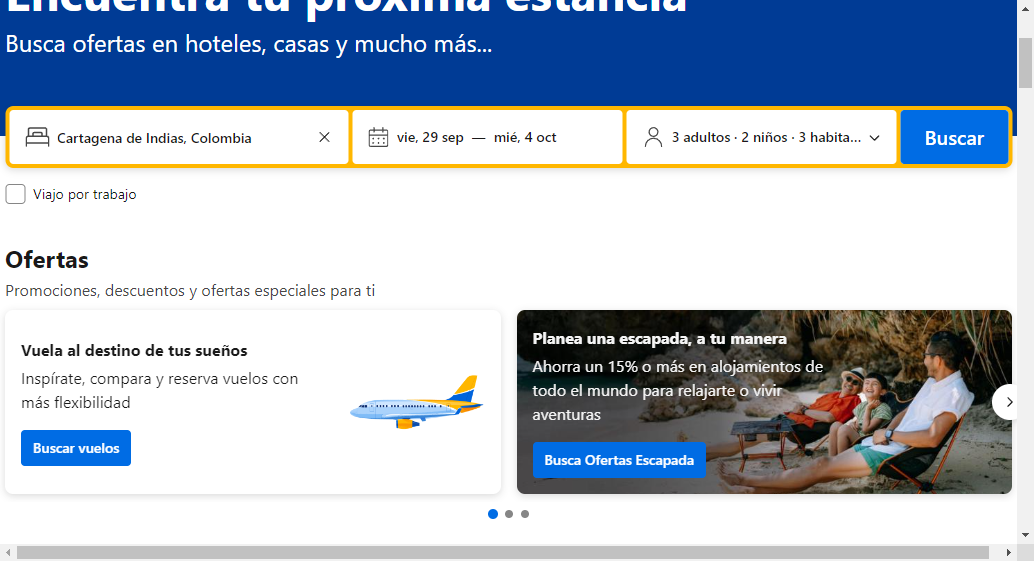 Encuentra tu próxima estancia
Busca ofertas en hoteles, casas y mucho más...
Cartagena de Indias, Colombia
vie, 29 sep — mié, 4 oct
3 adultos · 2 niños · 3 habita...
Buscar
Viajo por trabajo
Ofertas
Promociones, descuentos y ofertas especiales para ti
Vuela al destino de tus sueños
Inspírate, compara y reserva vuelos con
más flexibilidad
Buscar vuelos
Planea una escapada, a tu manera
Ahorra un 15% o más en alojamientos de
todo el mundo para relajarte o vivir
aventuras
Busca Ofertas Escapada